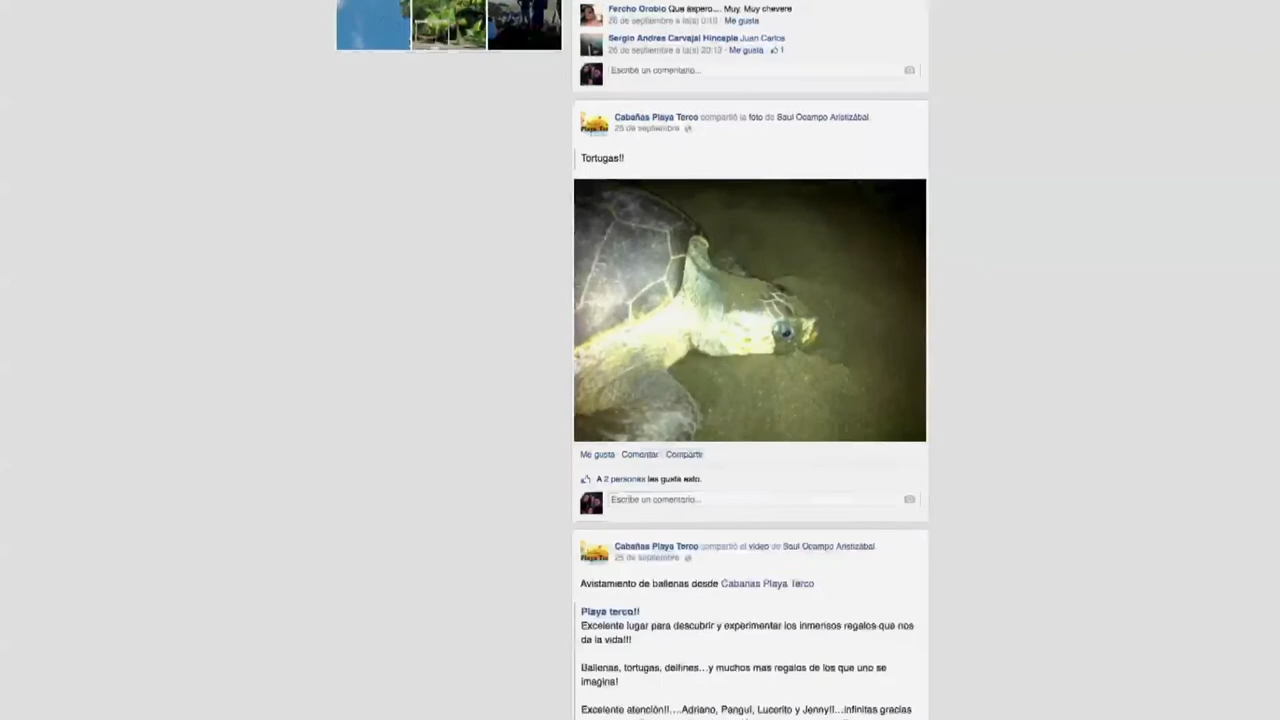 Fercho Orobio Que áspero... Muy. Muy chevere
26 de septiembre a la(s) 0:10 · Me gusta
Sergio Andres Carvajal Hincapie Juan Carlos
26 de septiembre a la(s) 20:13 · Me gusta 1
Escribe un comentario...
Cabañas Playa Terco compartió la foto de Saul Ocampo Aristizábal.
25 de septiembre
Tortugas!!
Me gusta · Comentar · Compartir
A 2 personas les gusta esto.
Escribe un comentario...
Cabañas Playa Terco compartió el video de Saul Ocampo Aristizábal
25 de septiembre
Avistamiento de ballenas desde Cabañas Playa Terco
Playa terco!!
Excelente lugar para descubrir y experimentar los inmensos regalos que nos
da la vida!!!
Ballenas, tortugas, delfines...y muchos mas regalos de los que uno se
imagina!
Excelente atención!!....Adriano, Pangui, Lucerito y Jenny!!...infinitas gracias